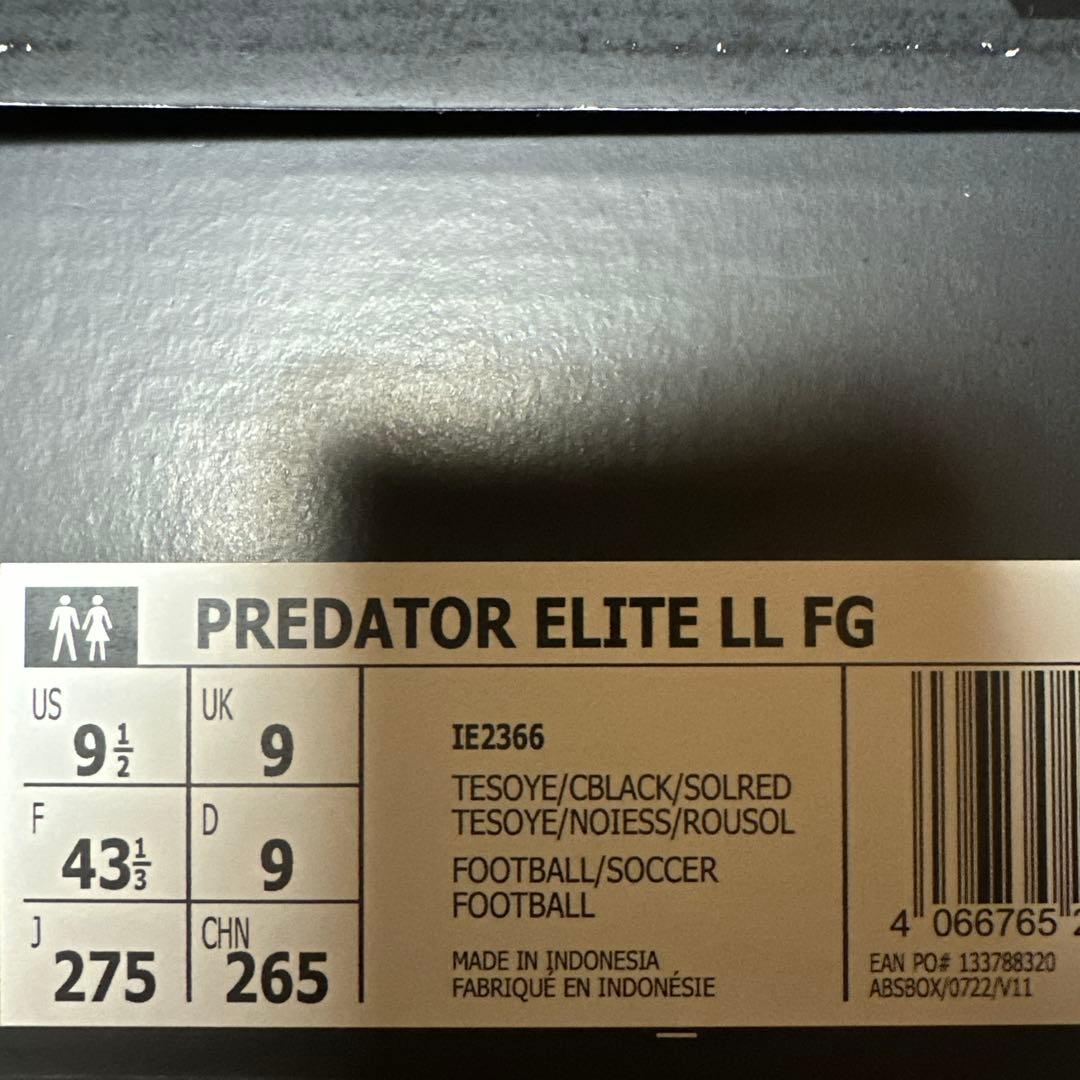 PREDATOR ELITE LL FG
US 9 1/2
UK 9
F 43 1/3
D 9
J 275
CHN 265
IE2366
TESOYE/CBLACK/SOLRED
TESOYE/NOIESS/ROUSOL
FOOTBALL/SOCCER
FOOTBALL
MADE IN INDONESIA
FABRIQUÉ EN INDONÉSIE
4 066765
EAN PO# 133788320
ABSBOX/0722/V11